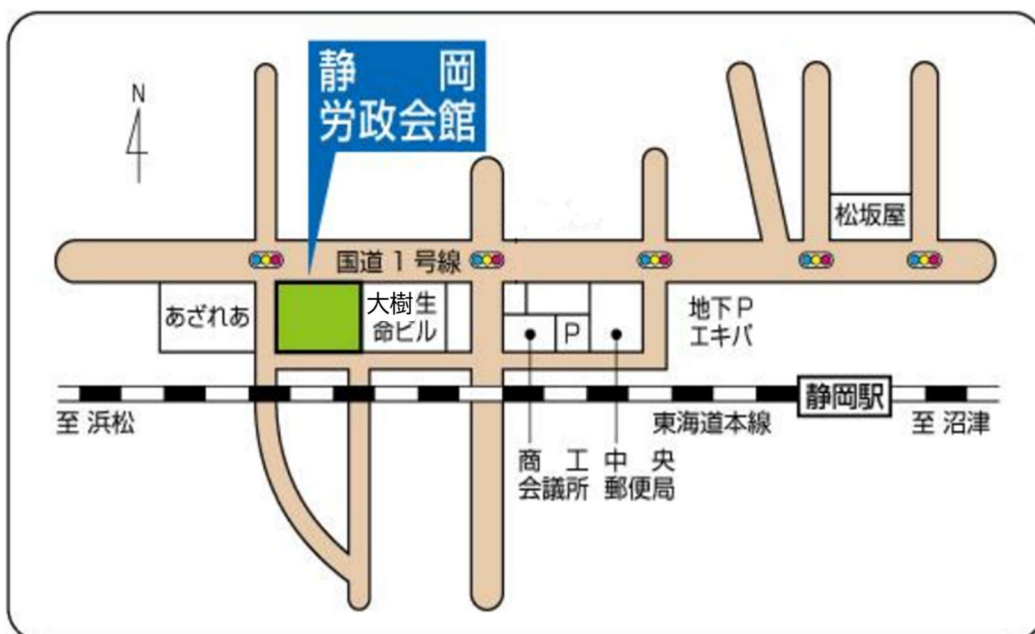 N
静　岡
労政会館
松坂屋
国道1号線
あざれあ
大樹生
命ビル
P
地下P
エキパ
静岡駅
至 浜松
東海道本線
至 沼津
商　工
会議所
中　央
郵便局